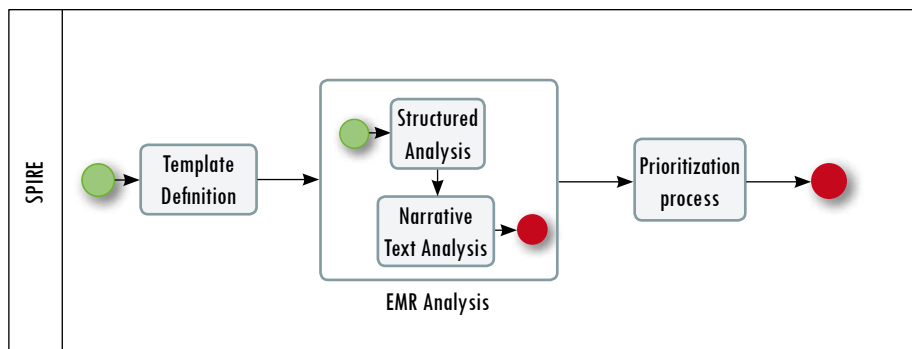 SPIRE
Template
Definition
Structured
Analysis
Narrative
Text Analysis
EMR Analysis
Prioritization
process